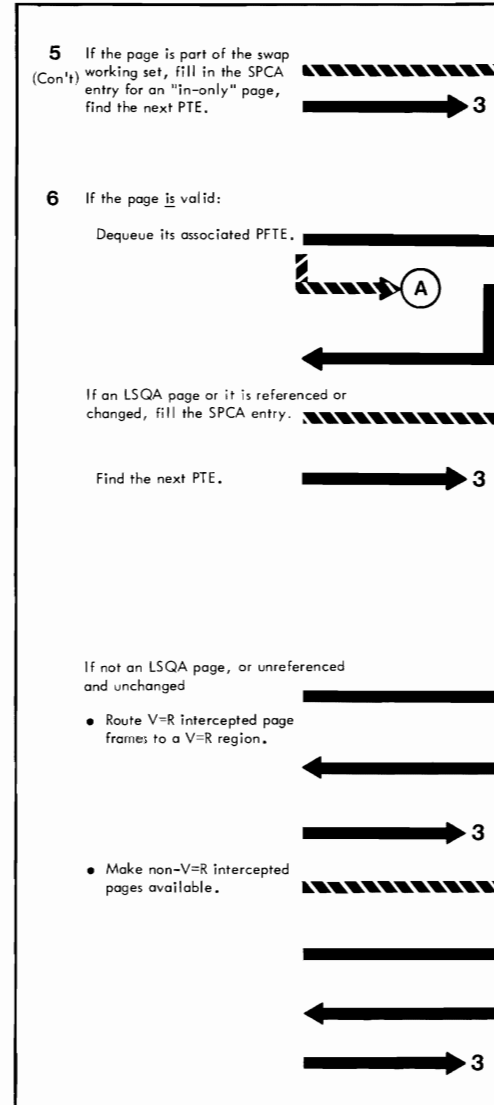 5 If the page is part of the swap
(Con't) working set, fill in the SPCA
entry for an "in-only" page,
find the next PTE.
3
6 If the page is valid:
Dequeue its associated PFTE.
A
If an LSQA page or it is referenced or
changed, fill the SPCA entry.
Find the next PTE.
3
If not an LSQA page, or unreferenced
and unchanged
• Route V=R intercepted page
frames to a V=R region.
3
• Make non-V=R intercepted
pages available.
3